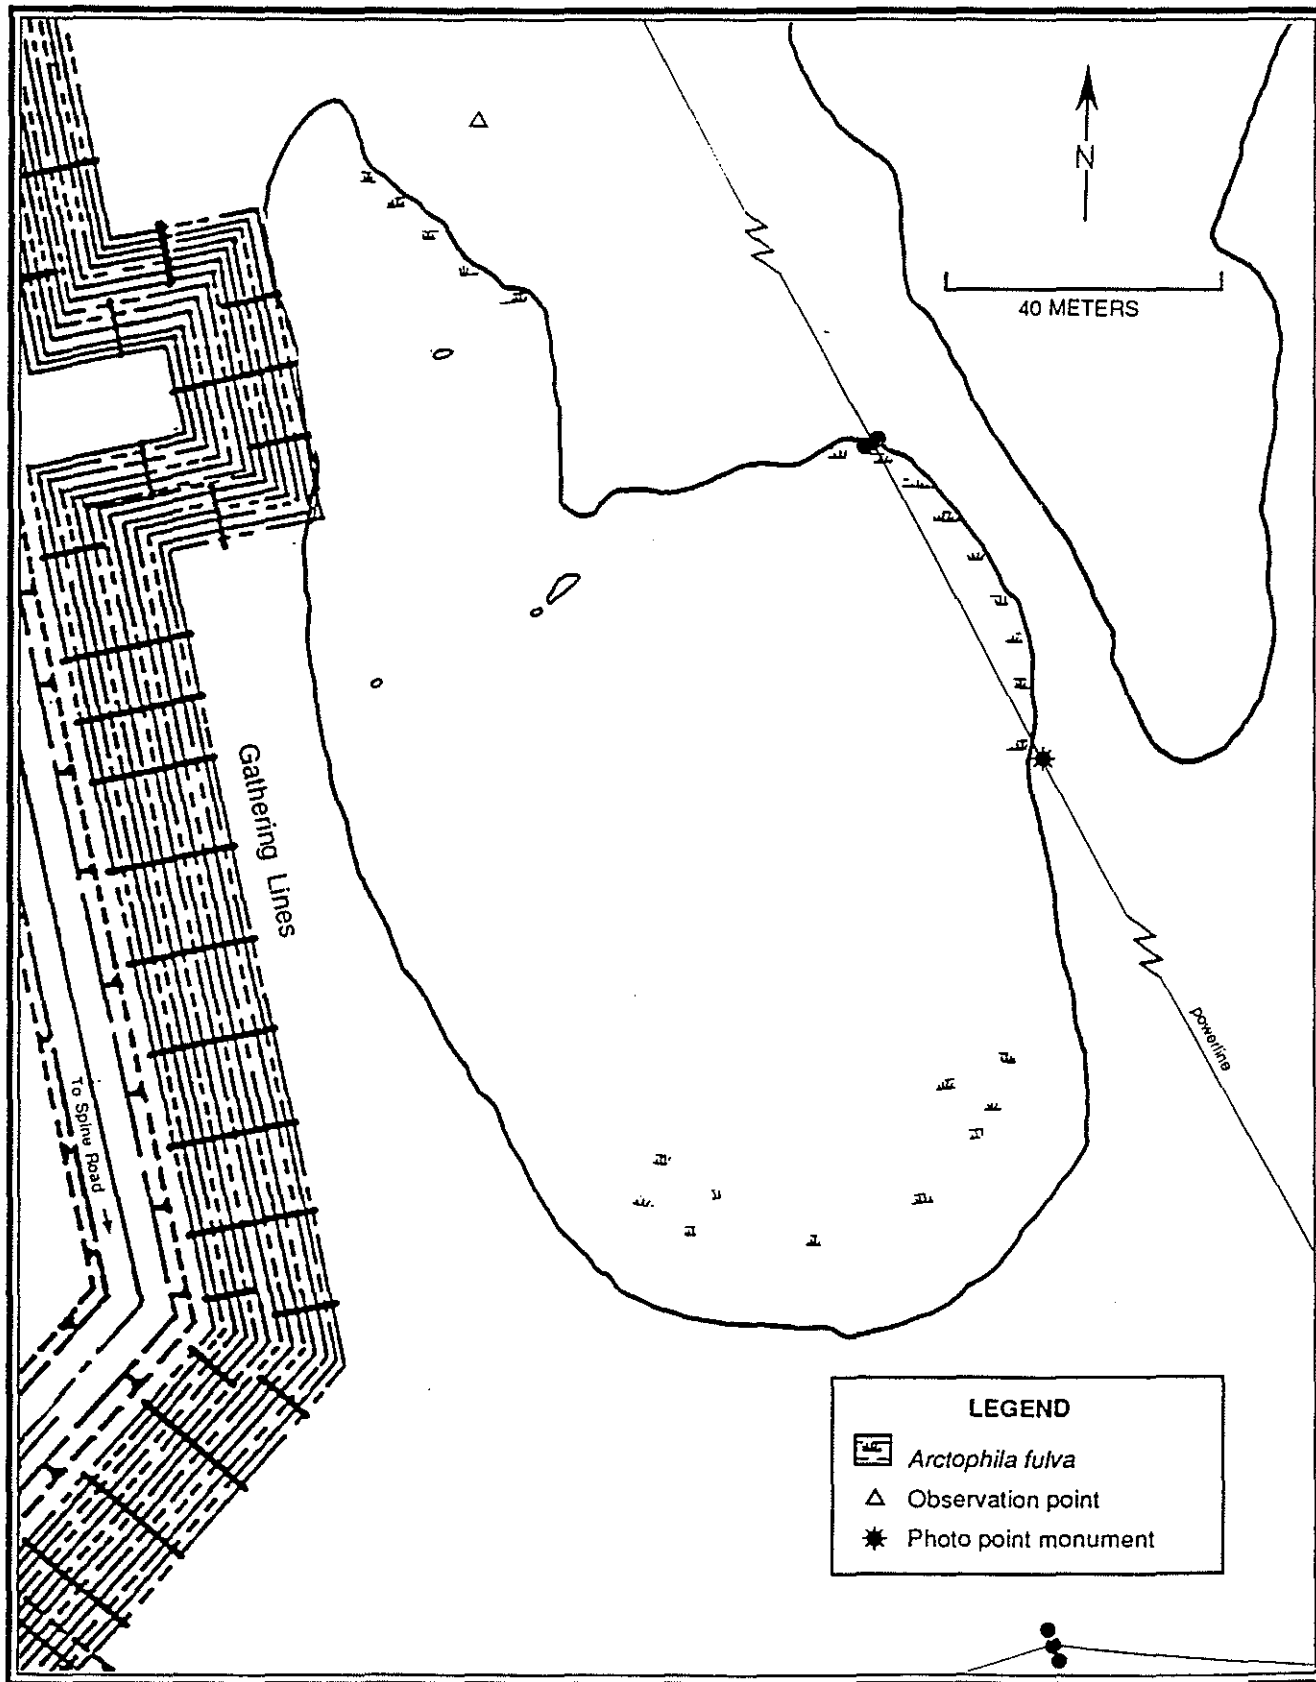 N
40 METERS
Gathering Lines
powerline
To Spine Road
LEGEND
Arctophila fulva
Observation point
Photo point monument